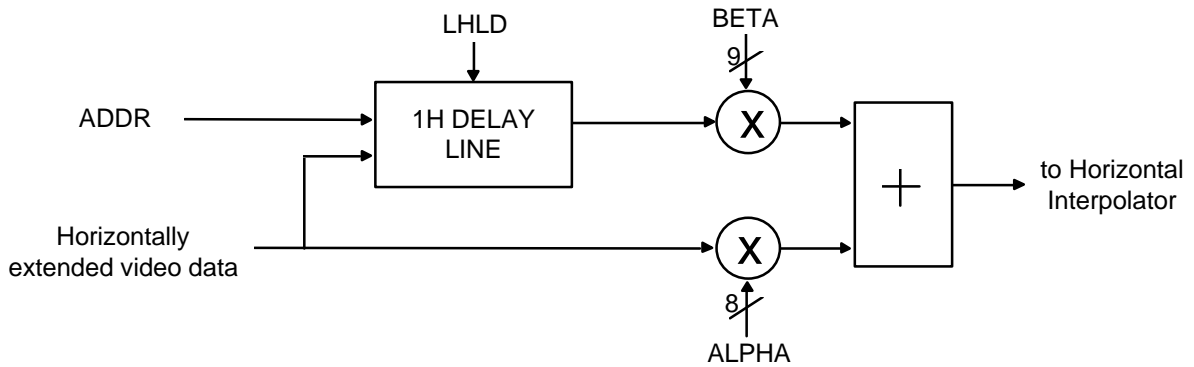 LHLD
BETA
9
ADDR
1H DELAY
LINE
X
+
to Horizontal
Interpolator
Horizontally
extended video data
X
8
ALPHA